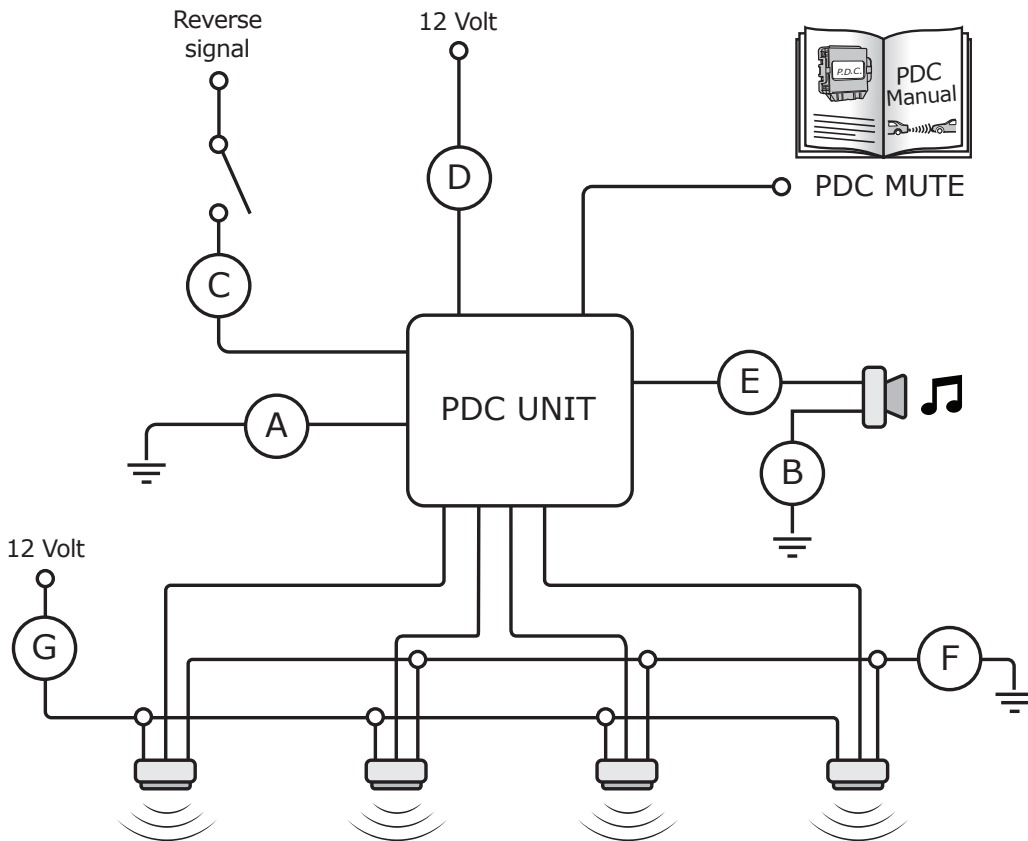 Reverse
signal
12 Volt
P.D.C.
PDC
Manual
PDC MUTE
D
C
PDC UNIT
E
A
B
12 Volt
G
F